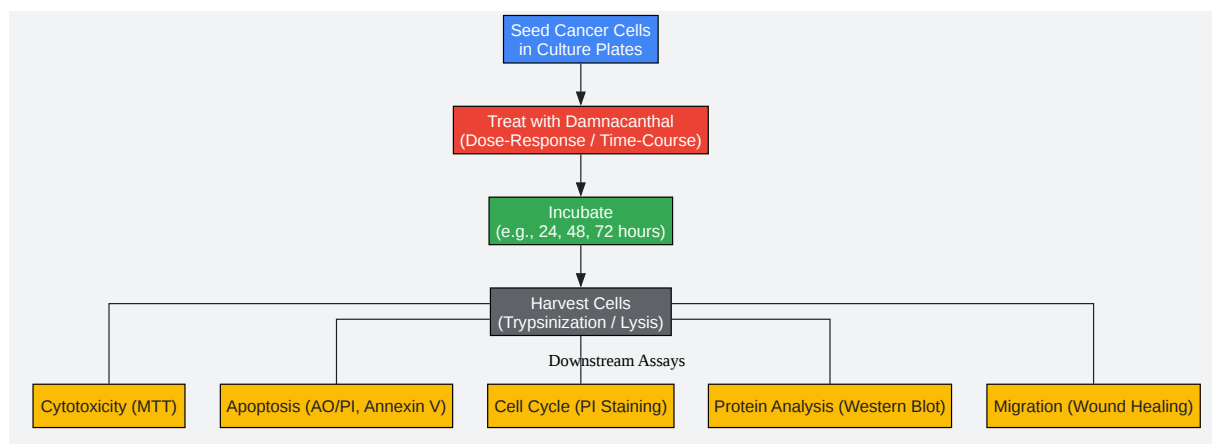 Seed Cancer Cells
in Culture Plates
Treat with Damnacanthal
(Dose-Response / Time-Course)
Incubate
(e.g., 24, 48, 72 hours)
Harvest Cells
(Trypsinization / Lysis)
Downstream Assays
Cytotoxicity (MTT)
Apoptosis (AO/PI, Annexin V)
Cell Cycle (PI Staining)
Protein Analysis (Western Blot)
Migration (Wound Healing)